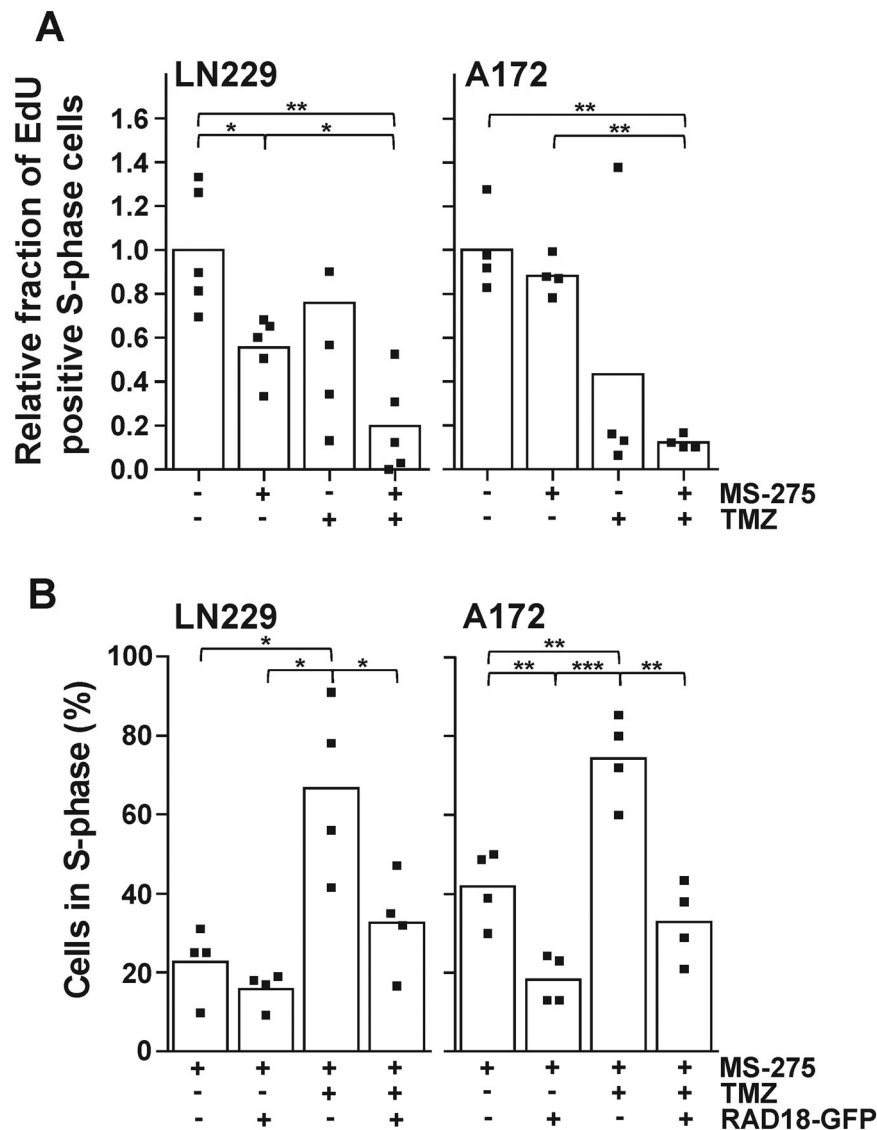 A
LN229
A172
Relative fraction of EdU
positive S-phase cells
** **
* * **
1.6
1.4
1.2
1.0
0.8
0.6
0.4
0.2
0.0
- + - + - + - + MS-275
- - + + - - + + TMZ
B
LN229
A172
Cells in S-phase (%)
* **
* * ** *** **
100
80
60
40
20
0
+ + + + + + + + MS-275
- - + + - - + + TMZ
- + - + - + - + RAD18-GFP